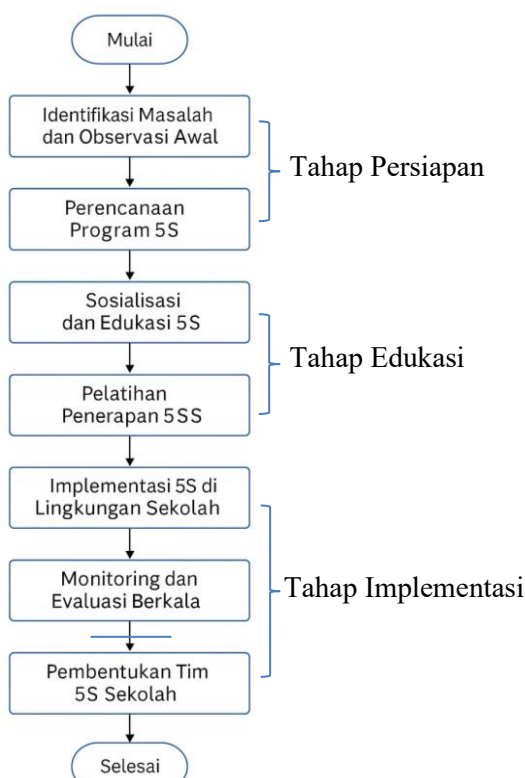 Mulai
Identifikasi Masalah
dan Observasi Awal
Tahap Persiapan
Perencanaan
Program 5S
Sosialisasi
dan Edukasi 5S
Tahap Edukasi
Pelatihan
Penerapan 5SS
Implementasi 5S di
Lingkungan Sekolah
Monitoring dan
Evaluasi Berkala
Tahap Implementasi
Pembentukan Tim
5S Sekolah
Selesai